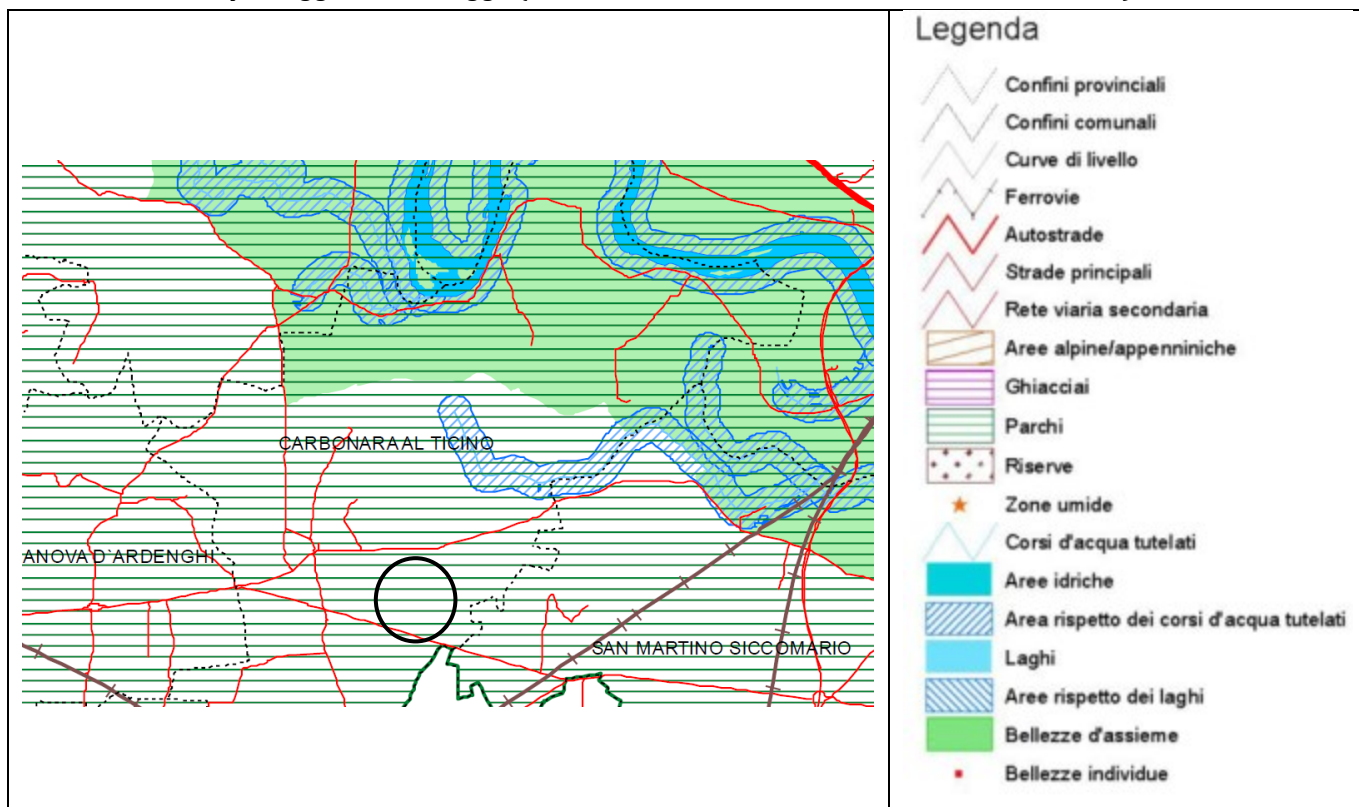 CARBONARA AL TICINO
ANOVA D'ARDENGHI
SAN MARTINO SICCOMARIO
Legenda
Confini provinciali
Confini comunali
Curve di livello
Ferrovie
Autostrade
Strade principali
Rete viaria secondaria
Aree alpine/appenniniche
Ghiacciai
Parchi
Riserve
Zone umide
Corsi d'acqua tutelati
Aree idriche
Area rispetto dei corsi d'acqua tutelati
Laghi
Aree rispetto dei laghi
Bellezze d'assieme
Bellezze individue